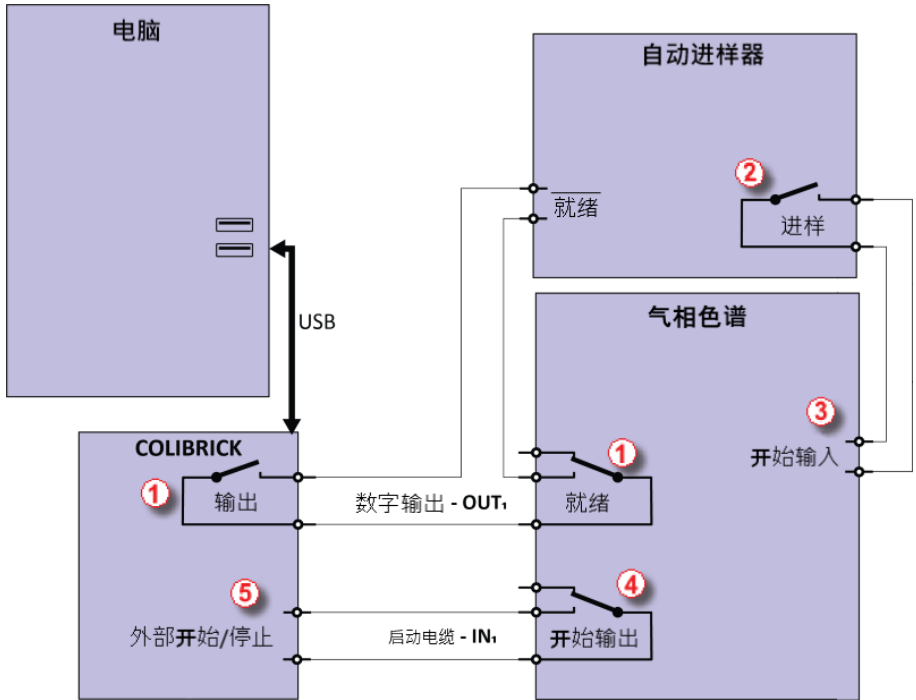 电脑
自动进样器
就绪
②
进样
USB
气相色谱
③
开始输入
COLIBRICK
①
输出
数字输出 - OUT₁
①
就绪
⑤
外部开始/停止
启动电缆 - IN₁
④
开始输出